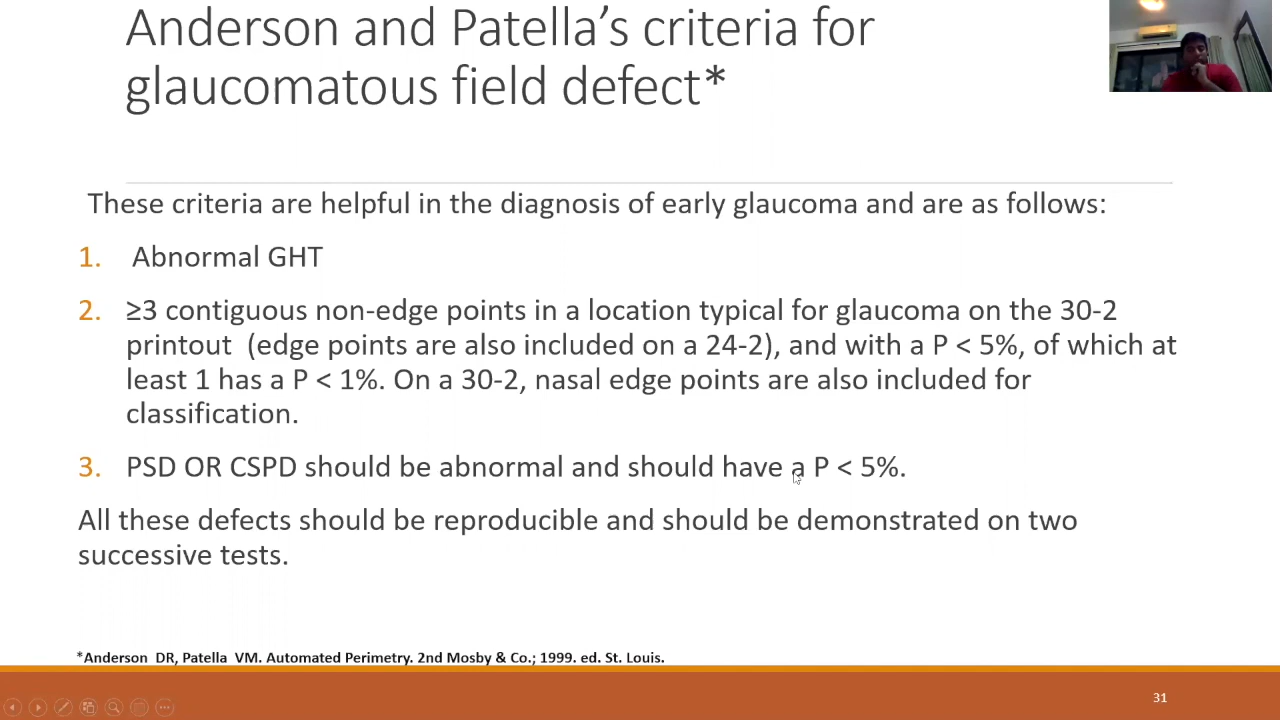 Anderson and Patella’s criteria for
glaucomatous field defect*
These criteria are helpful in the diagnosis of early glaucoma and are as follows:
1. Abnormal GHT
2. ≥3 contiguous non-edge points in a location typical for glaucoma on the 30-2
printout (edge points are also included on a 24-2), and with a P < 5%, of which at
least 1 has a P < 1%. On a 30-2, nasal edge points are also included for
classification.
3. PSD OR CSPD should be abnormal and should have a P < 5%.
All these defects should be reproducible and should be demonstrated on two
successive tests.
*Anderson DR, Patella VM. Automated Perimetry. 2nd Mosby & Co.; 1999. ed. St. Louis.
31